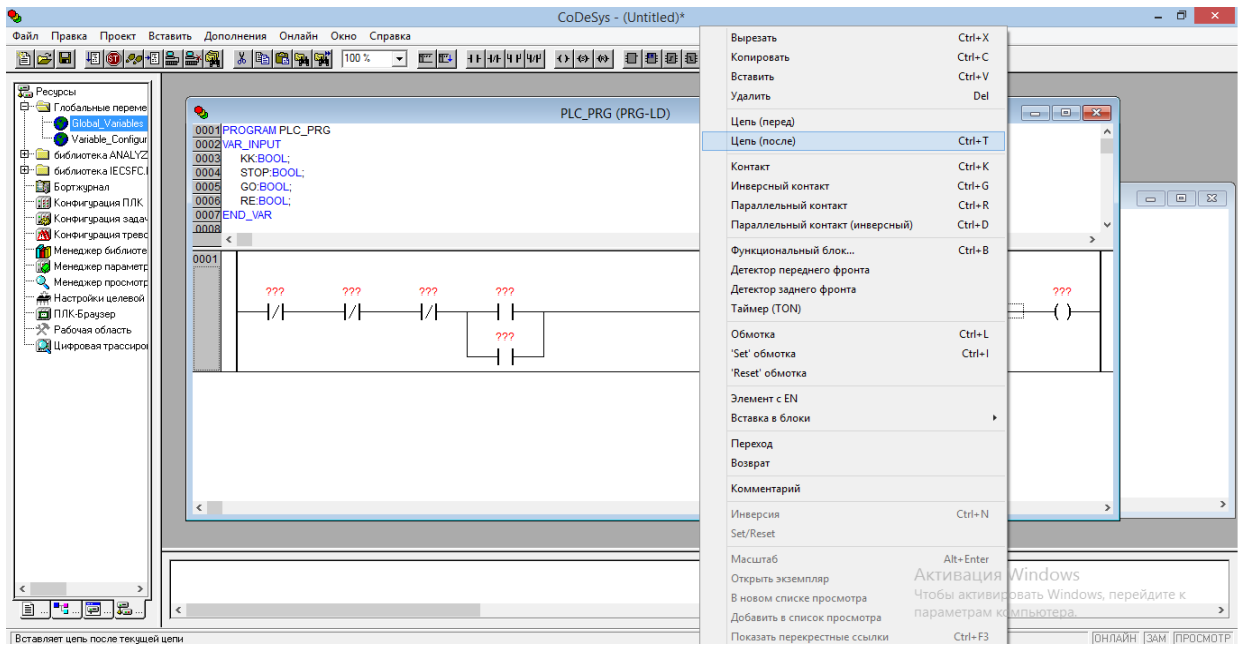 CoDeSys - (Untitled)*
Файл Правка Проект Вставить Дополнения Онлайн Окно Справка
100 %
Ресурсы
Глобальные переме
Global_Variables
Variable_Configur
библиотека ANALYZ
библиотека IECSFC.l
Бортжурнал
Конфигурация ПЛК
Конфигурация задач
Конфигурация трево
Менеджер библиоте
Менеджер параметр
Менеджер просмотр
Настройки целевой
ПЛК-Браузер
Рабочая область
Цифровая трассиро
PLC_PRG (PRG-LD)
0001 PROGRAM PLC_PRG
0002 VAR_INPUT
0003 KK:BOOL;
0004 STOP:BOOL;
0005 GO:BOOL;
0006 RE:BOOL;
0007 END_VAR
0008
0001
??? ??? ??? ??? ???
???
Вырезать Ctrl+X
Копировать Ctrl+C
Вставить Ctrl+V
Удалить Del
Цепь (перед)
Цепь (после) Ctrl+T
Контакт Ctrl+K
Инверсный контакт Ctrl+G
Параллельный контакт Ctrl+R
Параллельный контакт (инверсный) Ctrl+D
Функциональный блок... Ctrl+B
Детектор переднего фронта
Детектор заднего фронта
Таймер (TON)
Обмотка Ctrl+L
'Set' обмотка Ctrl+I
'Reset' обмотка
Элемент с EN
Вставка в блоки
Переход
Возврат
Комментарий
Инверсия Ctrl+N
Set/Reset
Масштаб Alt+Enter
Открыть экземпляр
В новом списке просмотра
Добавить в список просмотра
Показать перекрестные ссылки Ctrl+F3
Активация Windows
Чтобы активировать Windows, перейдите к
параметрам компьютера.
Вставляет цепь после текущей цепи
ОНЛАЙН ЗАМ ПРОСМОТР